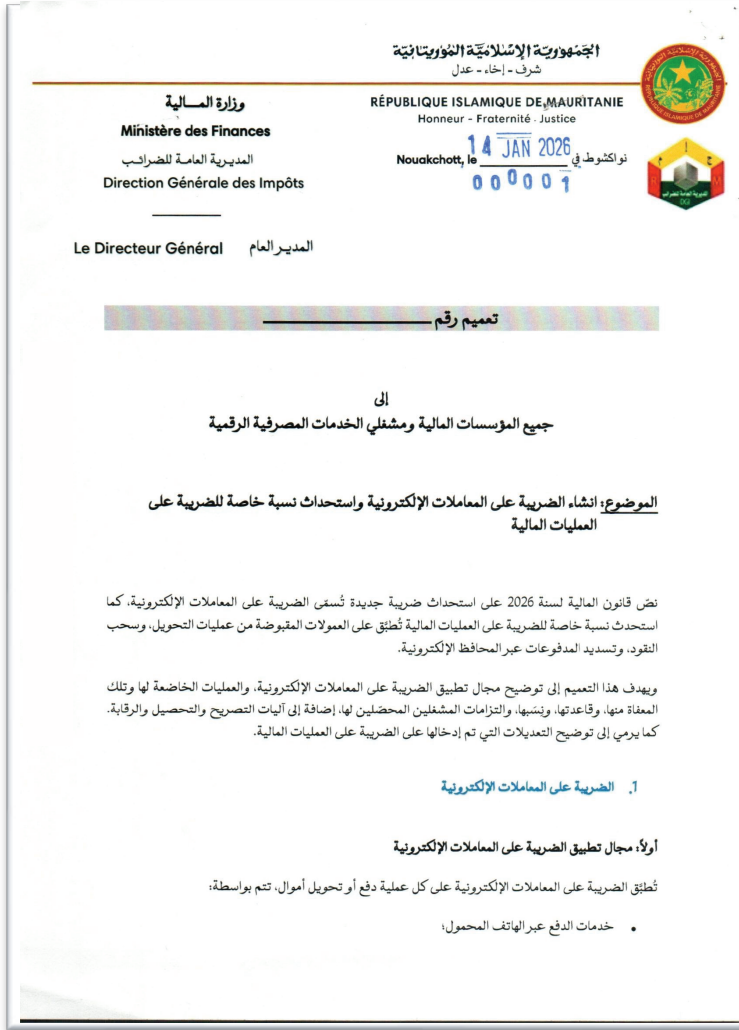 الجمهورية الإسلامية الموريتانية
شرف - إخاء - عدل
RÉPUBLIQUE ISLAMIQUE DE MAURITANIE
Honneur - Fraternité - Justice
وزارة المــالية
Ministère des Finances
المديرية العامة للضرائب
Direction Générale des Impôts
Nouakchott, le 14 JAN 2026 نواكشوط في
000001
Le Directeur Général المدير العام
تعميم رقم
إلى
جميع المؤسسات المالية ومشغلي الخدمات المصرفية الرقمية
الموضوع: انشاء الضريبة على المعاملات الإلكترونية واستحداث نسبة خاصة للضريبة على
العمليات المالية
نصّ قانون المالية لسنة 2026 على استحداث ضريبة جديدة تُسمّى الضريبة على المعاملات الإلكترونية، كما
استحدث نسبة خاصة للضريبة على العمليات المالية تُطبَّق على العمولات المقبوضة من عمليات التحويل، وسحب
النقود، وتسديد المدفوعات عبر المحافظ الإلكترونية.
ويهدف هذا التعميم إلى توضيح مجال تطبيق الضريبة على المعاملات الإلكترونية، والعمليات الخاضعة لها وتلك
المعفاة منها، وقاعدتها، ونِسَبها، والتزامات المشغلين المحصّلين لها، إضافة إلى آليات التصريح والتحصيل والرقابة.
كما يرمي إلى توضيح التعديلات التي تم إدخالها على الضريبة على العمليات المالية.
1. الضريبة على المعاملات الإلكترونية
أولاً: مجال تطبيق الضريبة على المعاملات الإلكترونية
تُطبَّق الضريبة على المعاملات الإلكترونية على كل عملية دفع أو تحويل أموال، تتم بواسطة:
• خدمات الدفع عبر الهاتف المحمول؛